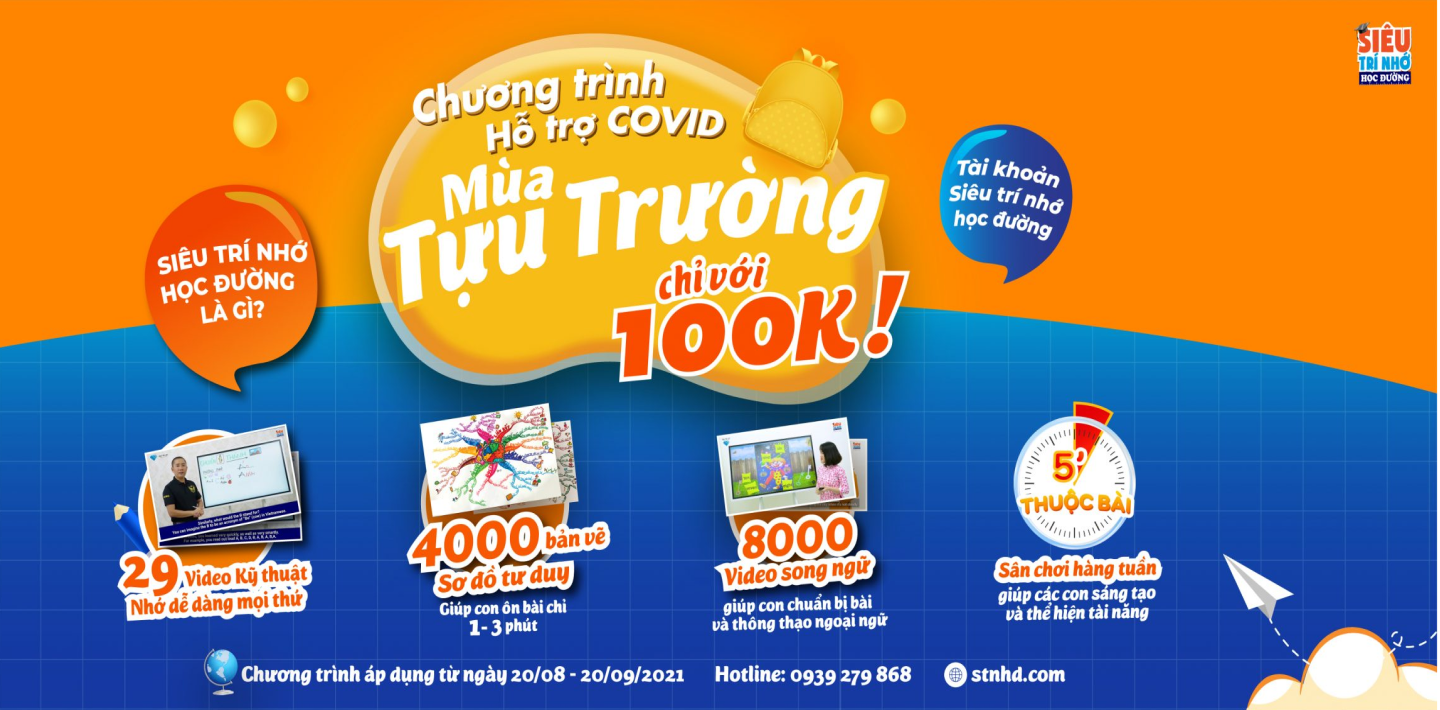 SIÊU
TRÍ NHỚ
HỌC ĐƯỜNG
Chương trình
Hỗ trợ COVID
Mùa
Tựu Trường
chỉ với
100K!
Tài khoản
Siêu trí nhớ
học đường
SIÊU TRÍ NHỚ
HỌC ĐƯỜNG
LÀ GÌ?
29 Video Kỹ thuật
Nhớ dễ dàng mọi thứ
4000 bản vẽ
Sơ đồ tư duy
Giúp con ôn bài chỉ
1- 3 phút
8000
Video song ngữ
giúp con chuẩn bị bài
và thông thạo ngoại ngữ
5'
THUỘC BÀI
Sân chơi hàng tuần
giúp các con sáng tạo
và thể hiện tài năng
Chương trình áp dụng từ ngày 20/08 - 20/09/2021
Hotline: 0939 279 868
stnhd.com